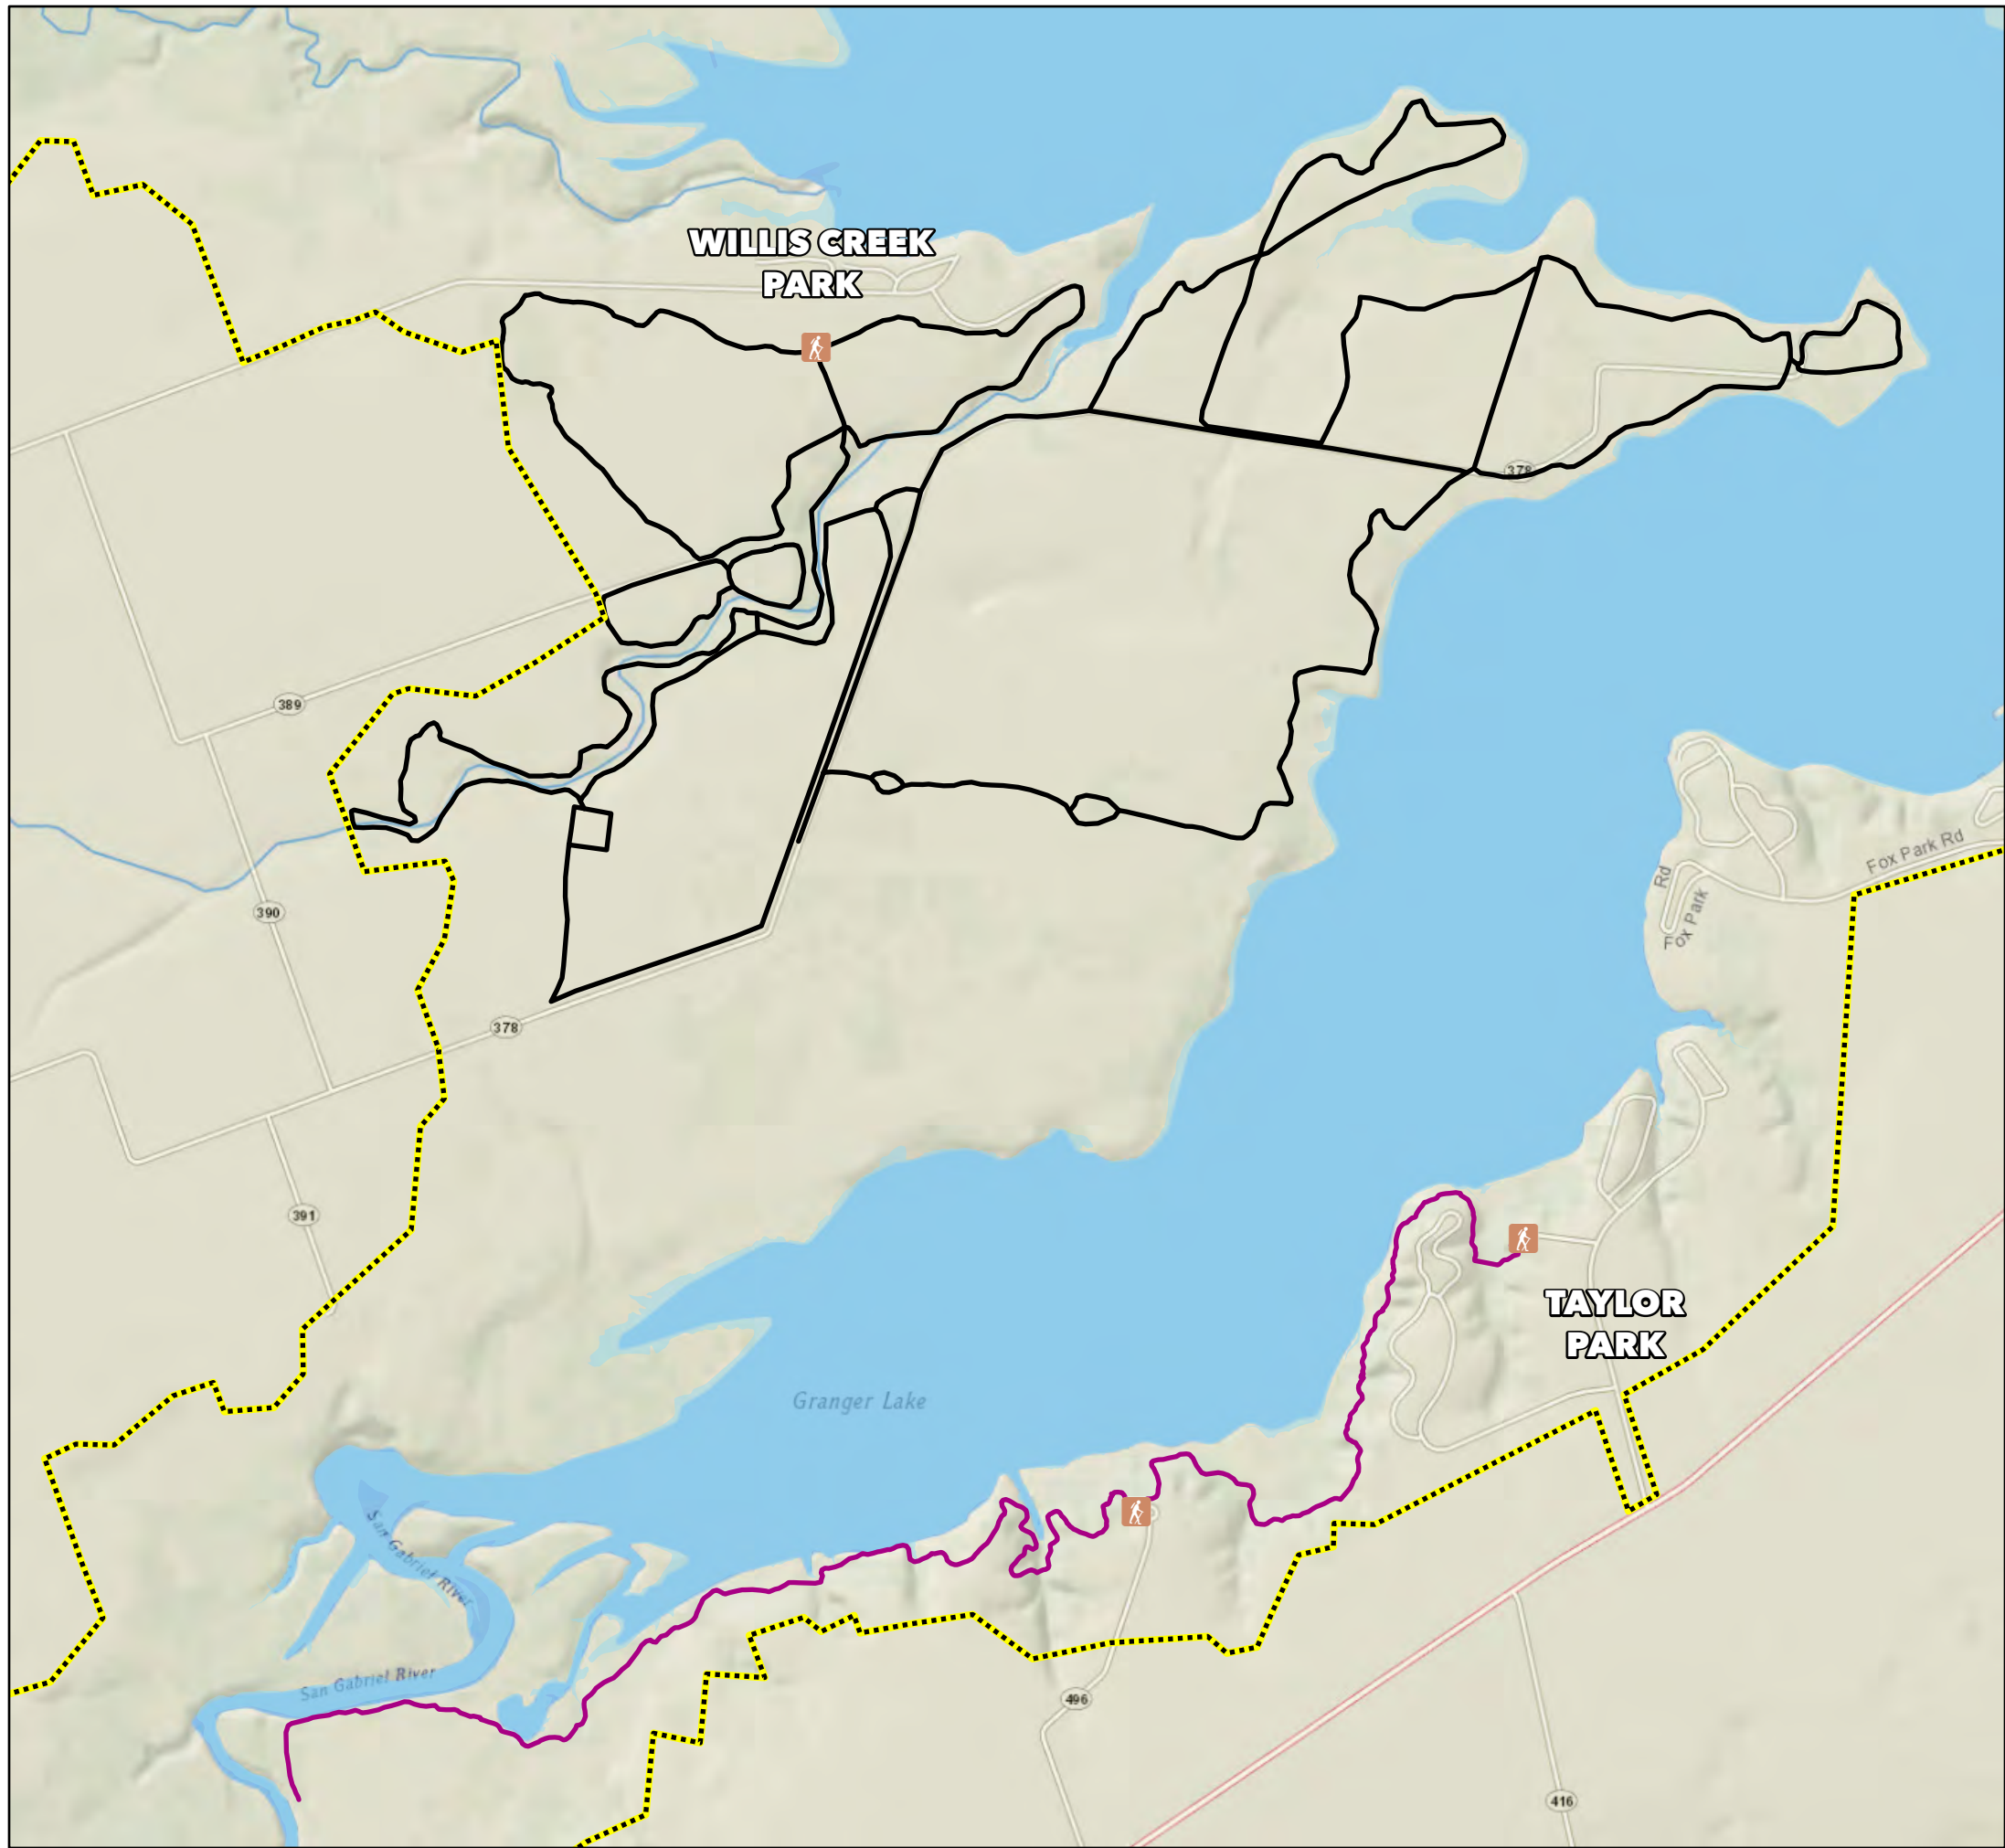 WILLIS CREEK
PARK
378
389
Fox Park Rd
Rd
Fox Park
390
378
391
TAYLOR
PARK
Granger Lake
San Gabriel River
San Gabriel River
496
416